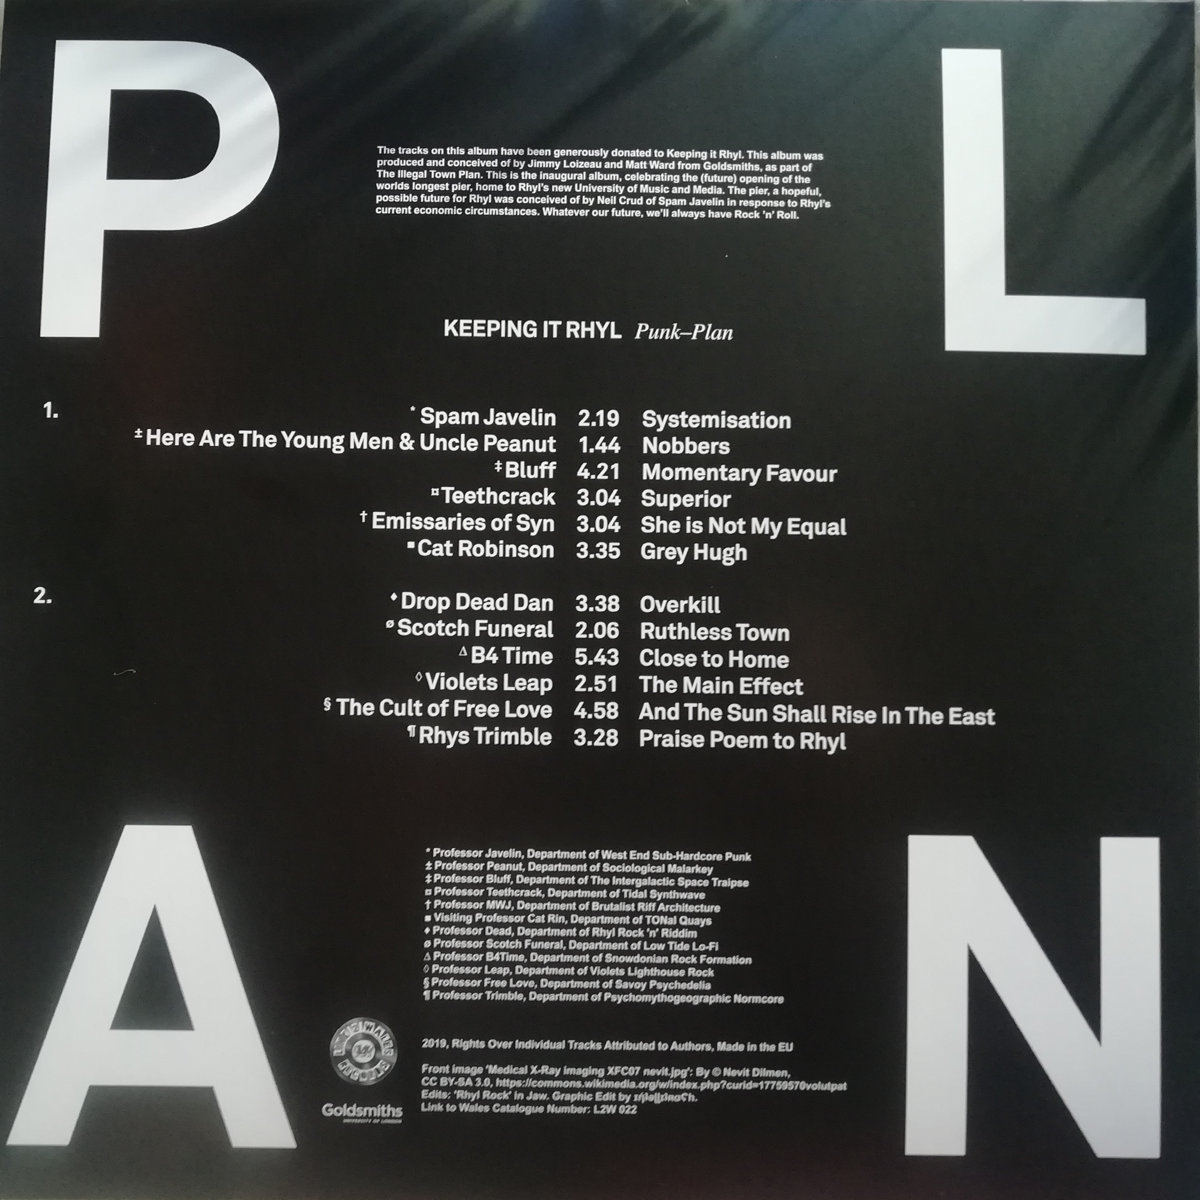 P L
The tracks on this album have been generously donated to Keeping it Rhyl. This album was
produced and conceived of by Jimmy Loizeau and Matt Ward from Goldsmiths, as part of
The Illegal Town Plan. This is the inaugural album, celebrating the (future) opening of the
worlds longest pier, home to Rhyl's new University of Music and Media. The pier, a hopeful,
possible future for Rhyl was conceived of by Neil Crud of Spam Javelin in response to Rhyl's
current economic circumstances. Whatever our future, we'll always have Rock 'n' Roll.
KEEPING IT RHYL Punk–Plan
1.
* Spam Javelin 2.19 Systemisation
± Here Are The Young Men & Uncle Peanut 1.44 Nobbers
‡ Bluff 4.21 Momentary Favour
¤ Teethcrack 3.04 Superior
† Emissaries of Syn 3.04 She is Not My Equal
▪ Cat Robinson 3.35 Grey Hugh
2.
♦ Drop Dead Dan 3.38 Overkill
ø Scotch Funeral 2.06 Ruthless Town
∆ B4 Time 5.43 Close to Home
◊ Violets Leap 2.51 The Main Effect
§ The Cult of Free Love 4.58 And The Sun Shall Rise In The East
¶ Rhys Trimble 3.28 Praise Poem to Rhyl
A N
* Professor Javelin, Department of West End Sub-Hardcore Punk
± Professor Peanut, Department of Sociological Malarkey
‡ Professor Bluff, Department of The Intergalactic Space Traipse
¤ Professor Teethcrack, Department of Tidal Synthwave
† Professor MWJ, Department of Brutalist Riff Architecture
▪ Visiting Professor Cat Rin, Department of TONal Quays
♦ Professor Dead, Department of Rhyl Rock 'n' Riddim
ø Professor Scotch Funeral, Department of Low Tide Lo-Fi
∆ Professor B4Time, Department of Snowdonian Rock Formation
◊ Professor Leap, Department of Violets Lighthouse Rock
§ Professor Free Love, Department of Savoy Psychedelia
¶ Professor Trimble, Department of Psychomythogeographic Normcore
2019, Rights Over Individual Tracks Attributed to Authors, Made in the EU
Front image 'Medical X-Ray imaging XFC07 nevit.jpg': By © Nevit Dilmen,
CC BY-SA 3.0, https://commons.wikimedia.org/w/index.php?curid=17759570volutpat
Edits: 'Rhyl Rock' in Jaw. Graphic Edit by
Link to Wales Catalogue Number: L2W 022
LINK2WALES RECORDS
Goldsmiths
UNIVERSITY OF LONDON